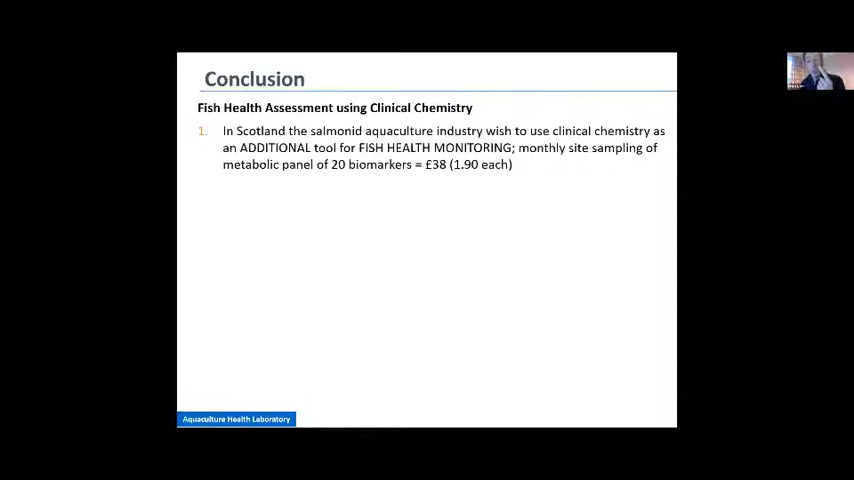 Conclusion
Fish Health Assessment using Clinical Chemistry
1. In Scotland the salmonid aquaculture industry wish to use clinical chemistry as
an ADDITIONAL tool for FISH HEALTH MONITORING; monthly site sampling of
metabolic panel of 20 biomarkers = £38 (1.90 each)
Aquaculture Health Laboratory